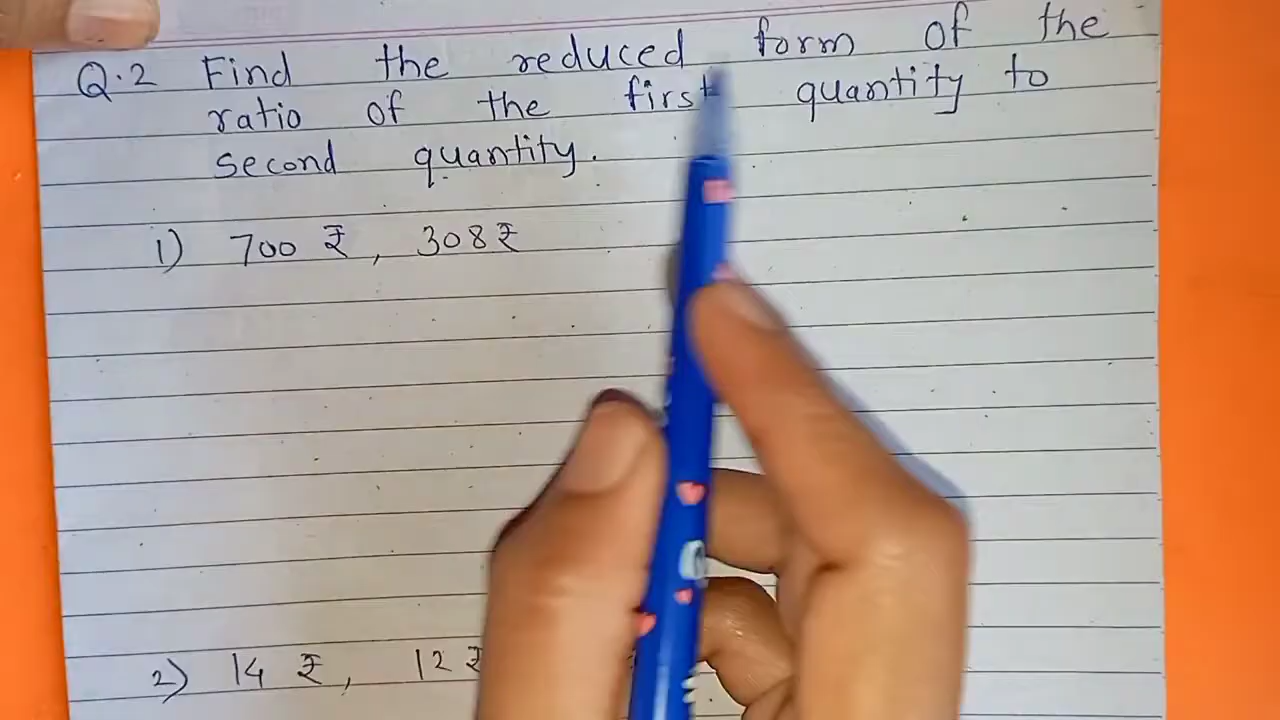 Q.2 Find the reduced form of the
ratio of the first quantity to
second quantity.
1) 700 ₹, 308₹
2) 14 ₹, 12 ₹